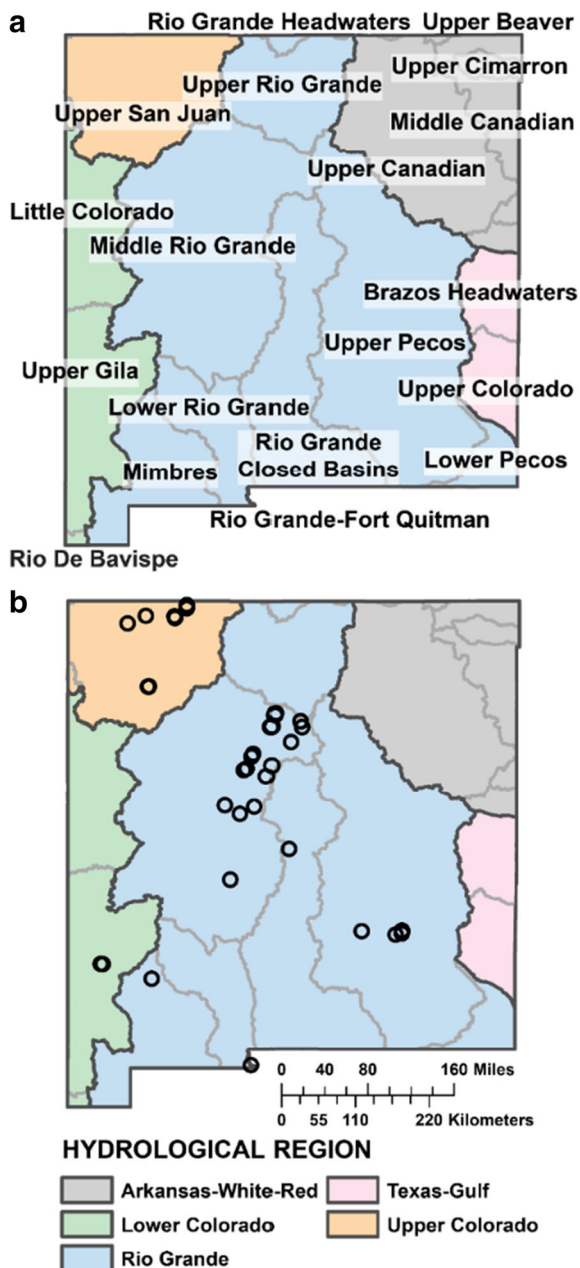 a
Rio Grande Headwaters Upper Beaver
Upper Cimarron
Upper Rio Grande
Upper San Juan
Middle Canadian
Upper Canadian
Little Colorado
Middle Rio Grande
Brazos Headwaters
Upper Pecos
Upper Gila
Upper Colorado
Lower Rio Grande
Rio Grande
Closed Basins
Lower Pecos
Mimbres
Rio Grande-Fort Quitman
Rio De Bavispe
b
0 40 80 160 Miles
0 55 110 220 Kilometers
HYDROLOGICAL REGION
Arkansas-White-Red Texas-Gulf
Lower Colorado Upper Colorado
Rio Grande